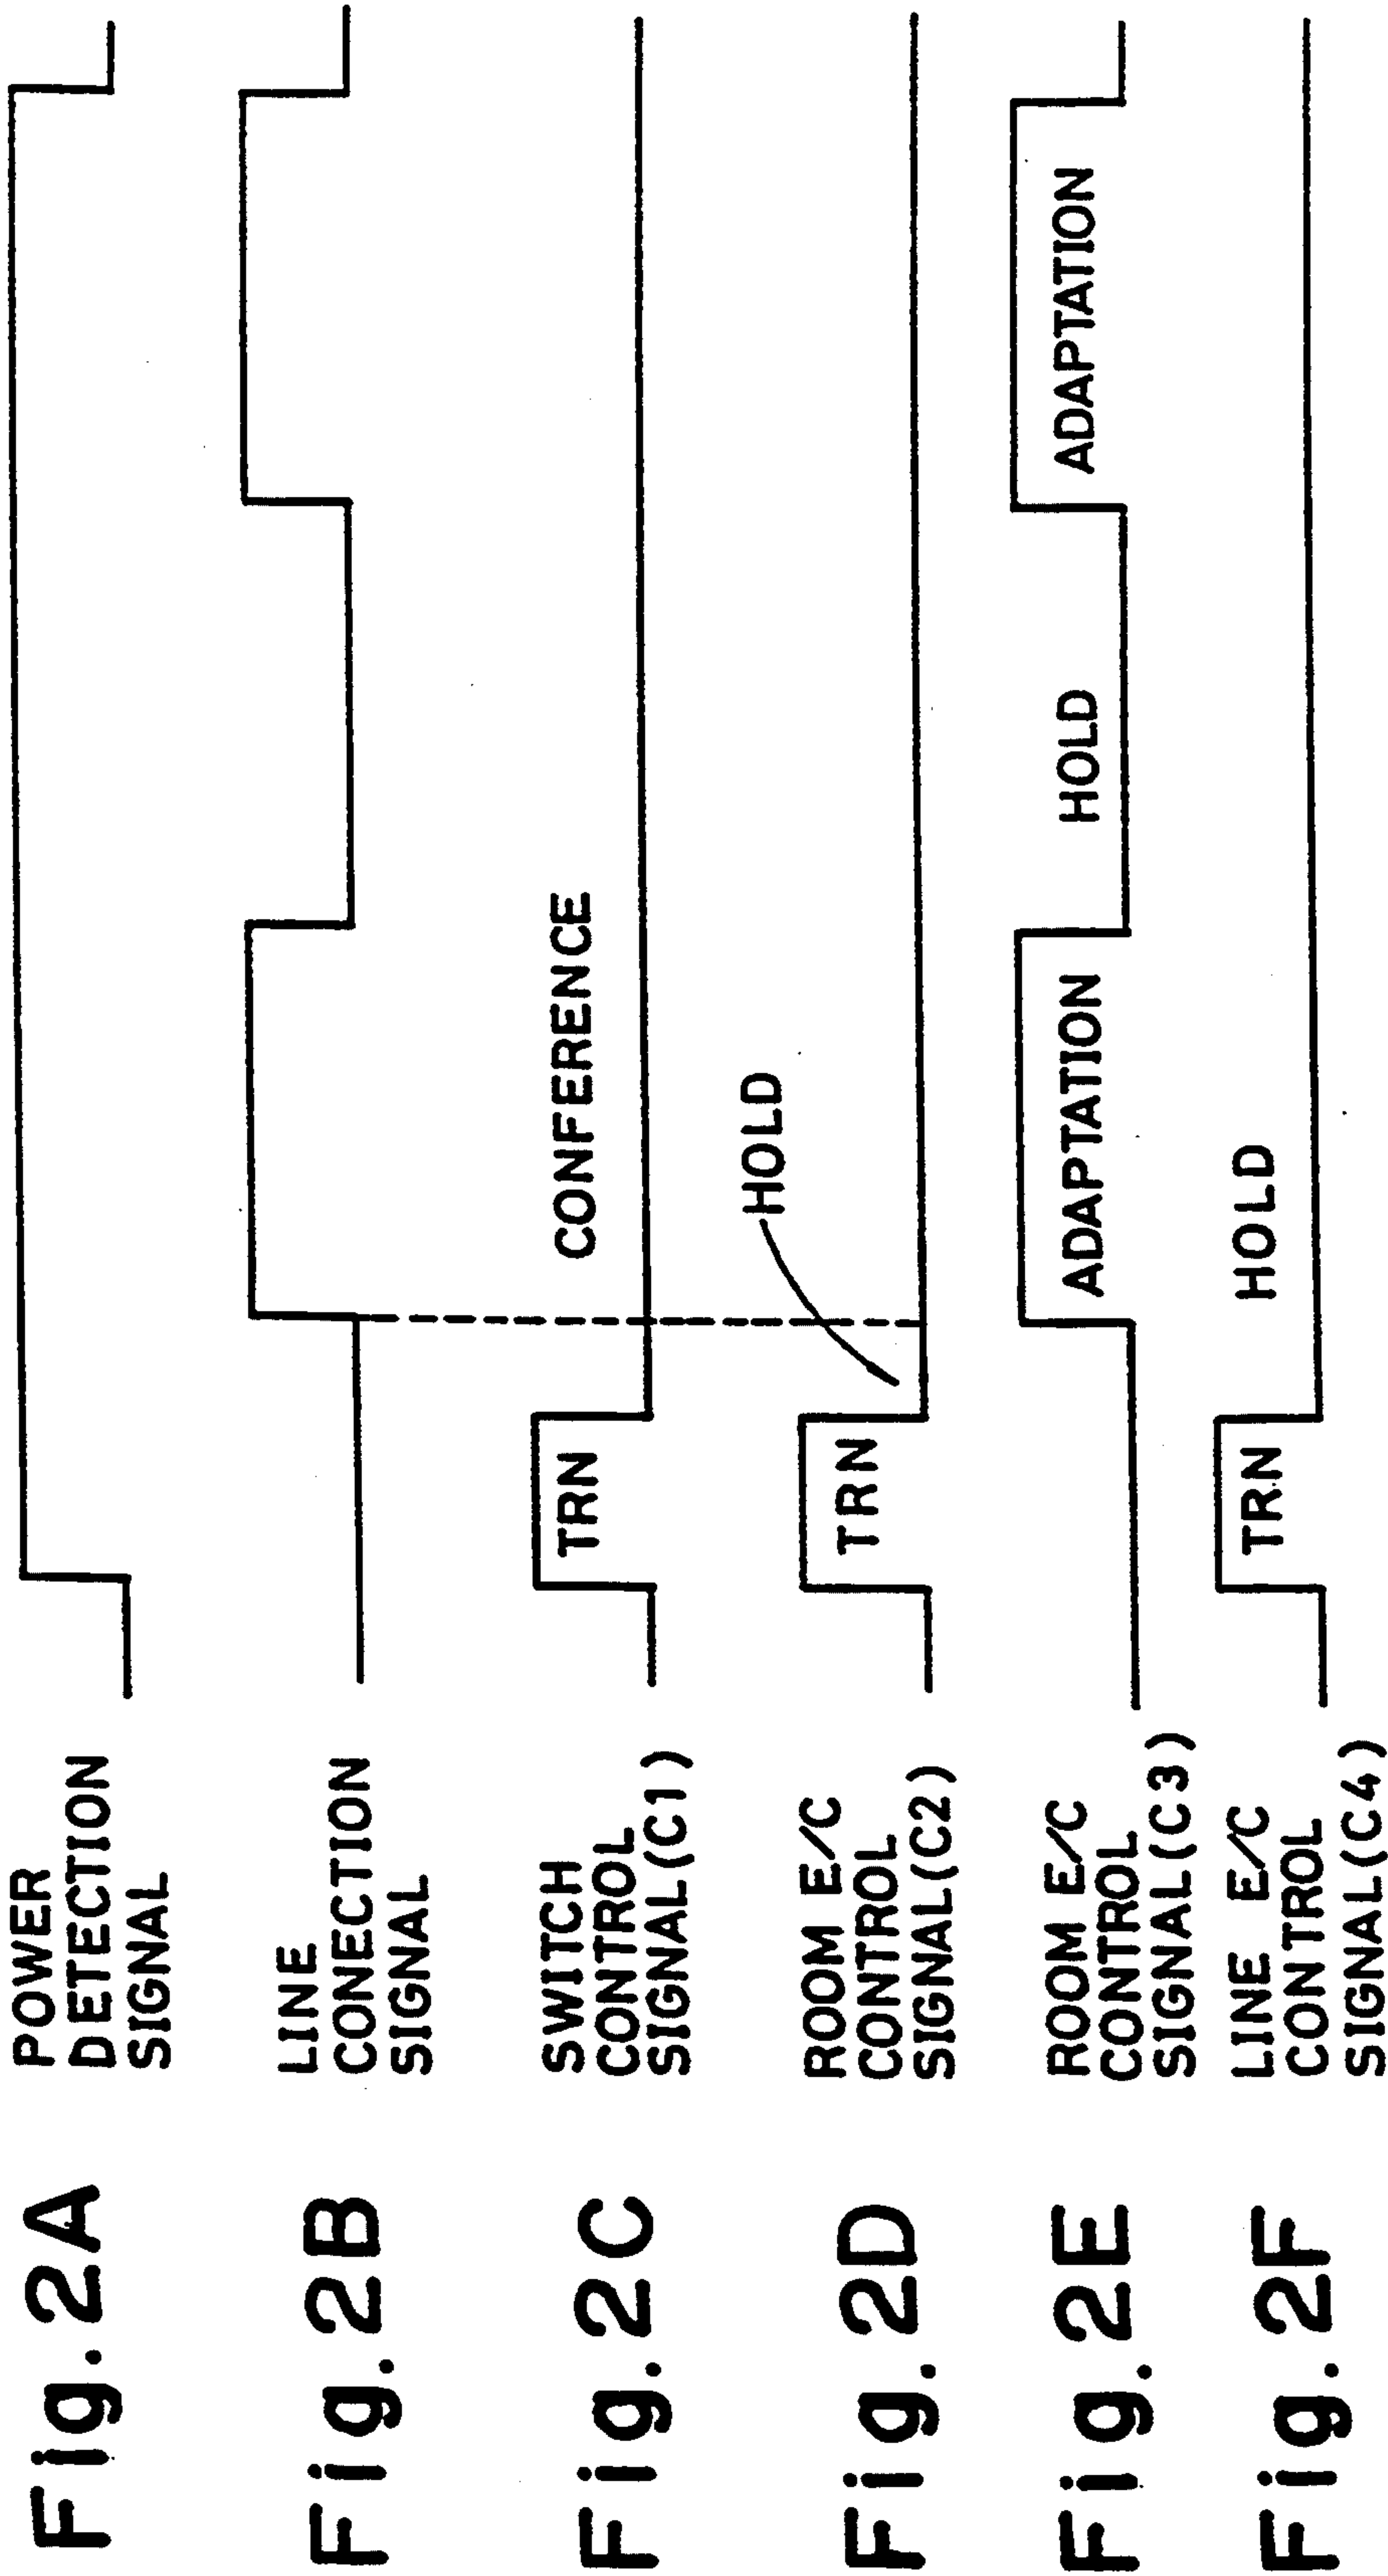 Fig. 2A
POWER
DETECTION
SIGNAL
Fig. 2B
LINE
CONECTION
SIGNAL
Fig. 2C
SWITCH
CONTROL
SIGNAL(C1)
TRN
CONFERENCE
Fig. 2D
ROOM E/C
CONTROL
SIGNAL(C2)
TRN
HOLD
Fig. 2E
ROOM E/C
CONTROL
SIGNAL(C3)
ADAPTATION
HOLD
ADAPTATION
Fig. 2F
LINE E/C
CONTROL
SIGNAL(C4)
TRN
HOLD